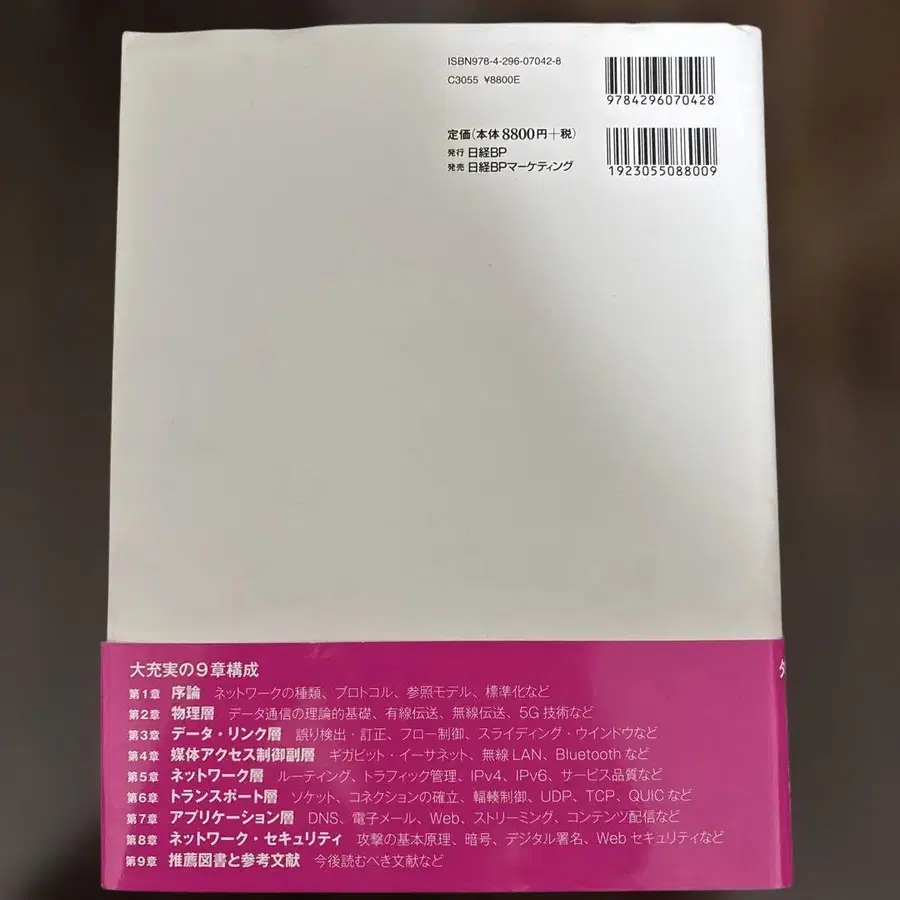 ISBN978-4-296-07042-8
C3055 ¥8800E
9784296070428
定価(本体8800円+税)
発行 日経BP
発売 日経BPマーケティング
1923055088009
大充実の9章構成
第1章 序論 ネットワークの種類、プロトコル、参照モデル、標準化など
第2章 物理層 データ通信の理論的基礎、有線伝送、無線伝送、5G技術など
第3章 データ・リンク層 誤り検出・訂正、フロー制御、スライディング・ウインドウなど
第4章 媒体アクセス制御副層 ギガビット・イーサネット、無線LAN、Bluetoothなど
第5章 ネットワーク層 ルーティング、トラフィック管理、IPv4、IPv6、サービス品質など
第6章 トランスポート層 ソケット、コネクションの確立、輻輳制御、UDP、TCP、QUICなど
第7章 アプリケーション層 DNS、電子メール、Web、ストリーミング、コンテンツ配信など
第8章 ネットワーク・セキュリティ 攻撃の基本原理、暗号、デジタル署名、Webセキュリティなど
第9章 推薦図書と参考文献 今後読むべき文献など